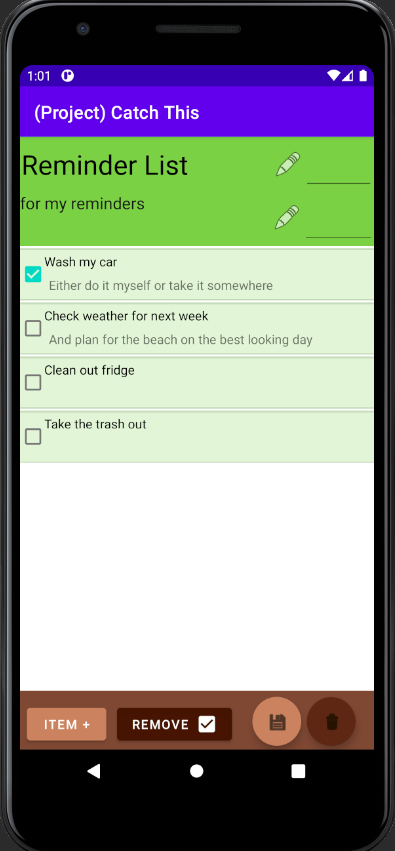 1:01
(Project) Catch This
Reminder List
for my reminders
Wash my car
Either do it myself or take it somewhere
Check weather for next week
And plan for the beach on the best looking day
Clean out fridge
Take the trash out
ITEM + REMOVE